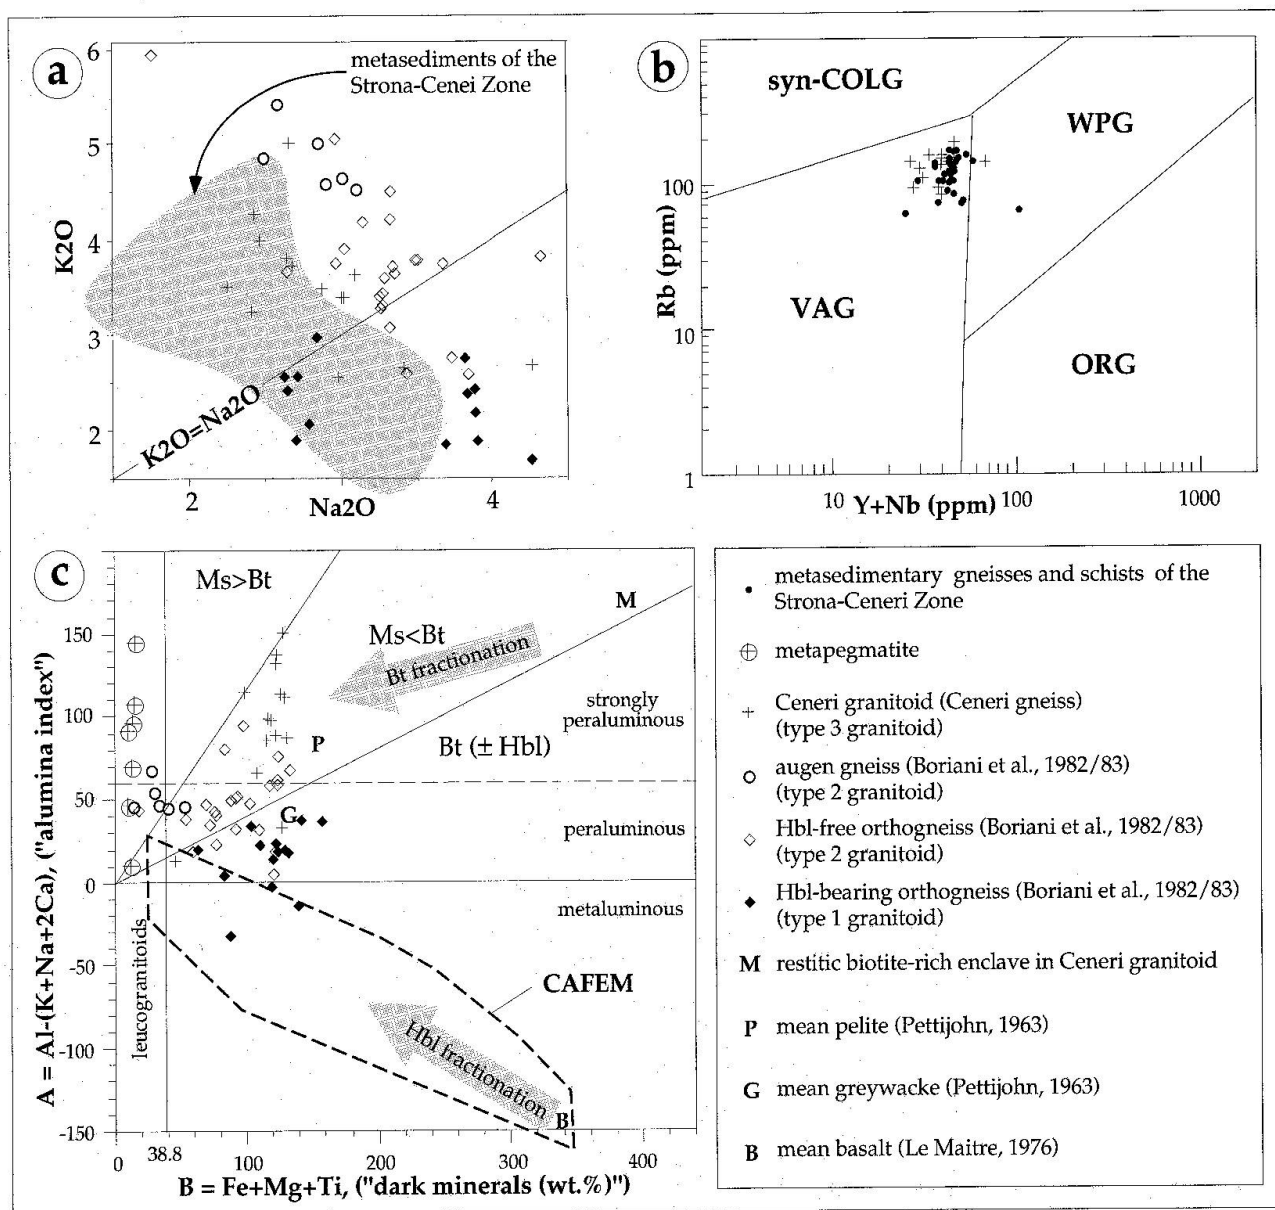 a
metasediments of the
Strona-Cenei Zone
6
5
4
3
2
K2O
K2O=Na2O
2
4
Na2O
b
syn-COLG
WPG
VAG
ORG
Rb (ppm)
100
10
1
10
100
1000
Y+Nb (ppm)
c
Ms>Bt
M
Ms<Bt
Bt fractionation
strongly
peraluminous
P
Bt (± Hbl)
G
peraluminous
metaluminous
leucogranitoids
CAFEM
Hbl fractionation
B
150
100
50
0
-50
-100
-150
A = Al-(K+Na+2Ca), ("alumina index")
0
38.8
100
200
300
400
B = Fe+Mg+Ti, ("dark minerals (wt.%)")
metasedimentary gneisses and schists of the
Strona-Ceneri Zone
metapegmatite
Ceneri granitoid (Ceneri gneiss)
(type 3 granitoid)
augen gneiss (Boriani et al., 1982/83)
(type 2 granitoid)
Hbl-free orthogneiss (Boriani et al., 1982/83)
(type 2 granitoid)
Hbl-bearing orthogneiss (Boriani et al., 1982/83)
(type 1 granitoid)
M restitic biotite-rich enclave in Ceneri granitoid
P mean pelite (Pettijohn, 1963)
G mean greywacke (Pettijohn, 1963)
B mean basalt (Le Maitre, 1976)